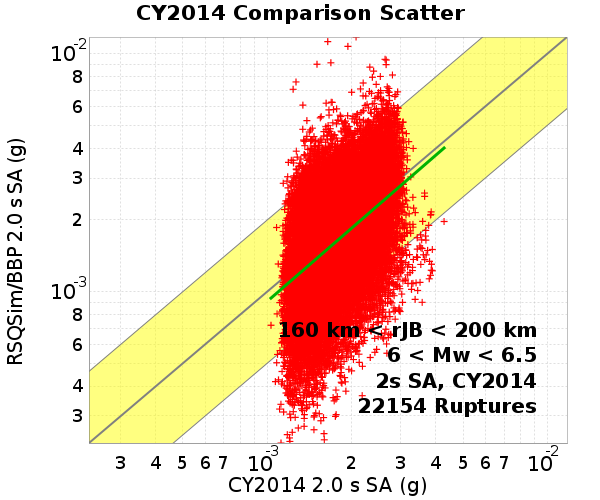 CY2014 Comparison Scatter
RSQSim/BBP 2.0 s SA (g)
10-2
8
6
4
3
2
10-3
8
6
4
3
160 km < rJB < 200 km
6 < Mw < 6.5
2s SA, CY2014
22154 Ruptures
3 4 5 6 7 10-3 2 3 4 5 6 7 10-2
CY2014 2.0 s SA (g)